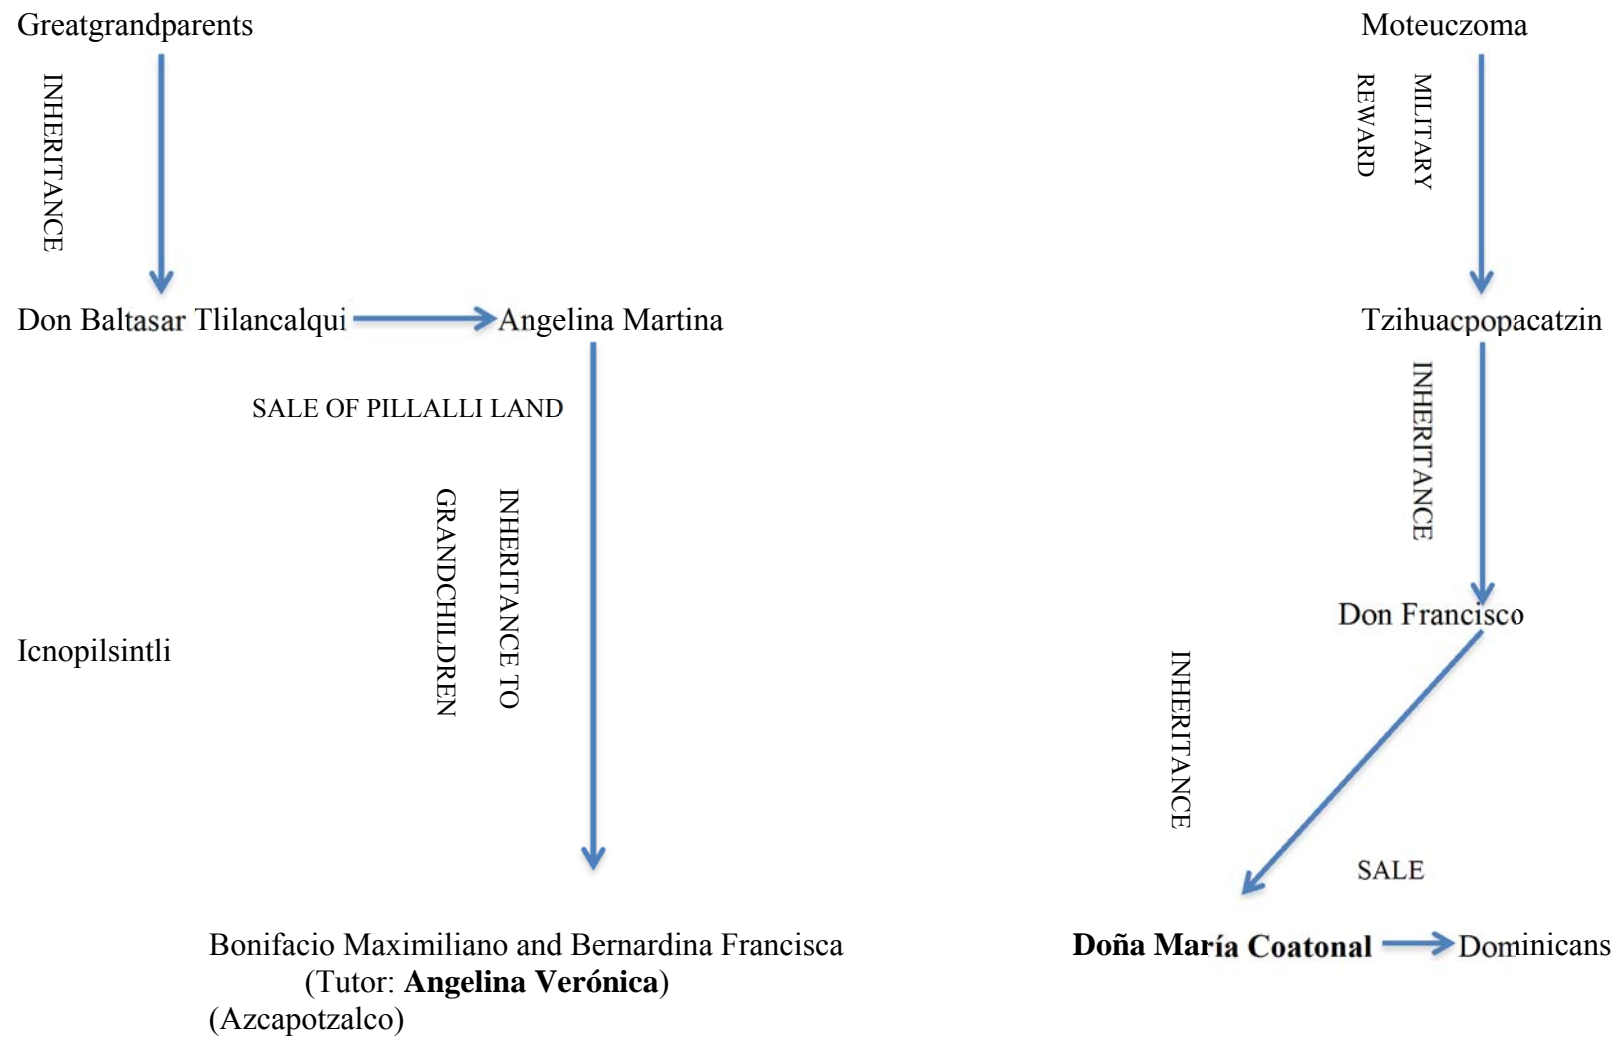 Greatgrandparents
INHERITANCE
Don Baltasar Tlilancalqui
Angelina Martina
SALE OF PILLALLI LAND
INHERITANCE TO
GRANDCHILDREN
Icnopilsintli
Bonifacio Maximiliano and Bernardina Francisca
(Tutor: Angelina Verónica)
(Azcapotzalco)
Moteuczoma
MILITARY
REWARD
Tzihuacpopacatzin
INHERITANCE
Don Francisco
INHERITANCE
SALE
Doña María Coatonal
Dominicans